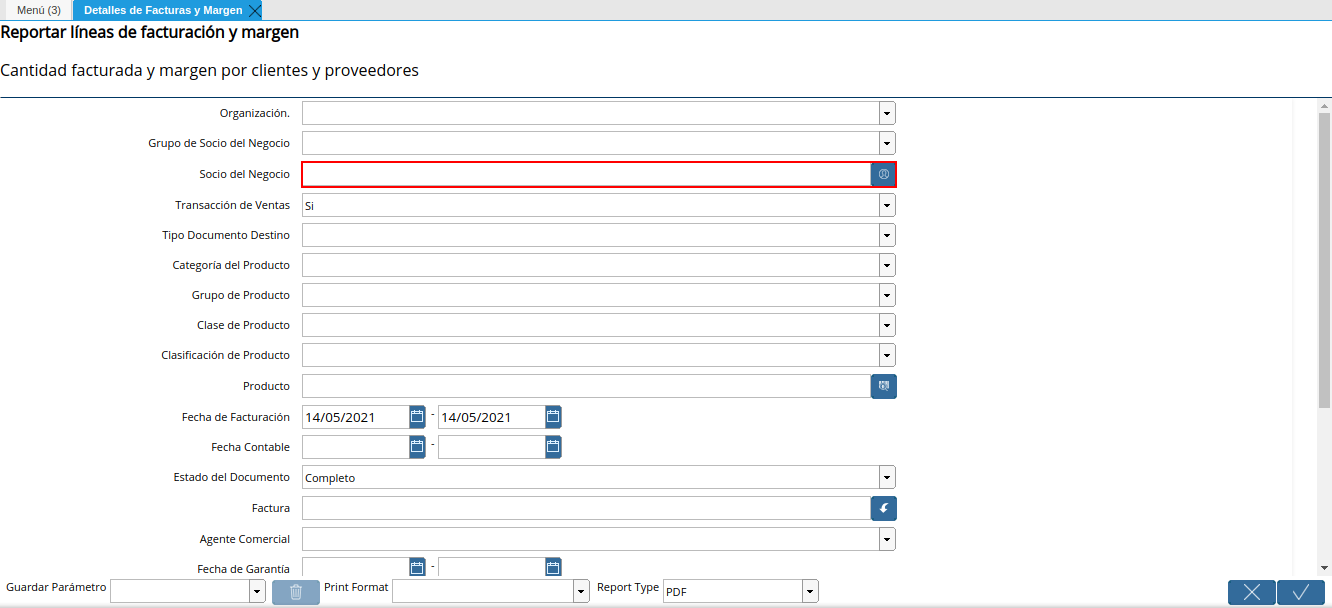 Menú (3) Detalles de Facturas y Margen
Reportar líneas de facturación y margen
Cantidad facturada y margen por clientes y proveedores
Organización.
Grupo de Socio del Negocio
Socio del Negocio
Transacción de Ventas Si
Tipo Documento Destino
Categoría del Producto
Grupo de Producto
Clase de Producto
Clasificación de Producto
Producto
Fecha de Facturación 14/05/2021 - 14/05/2021
Fecha Contable -
Estado del Documento Completo
Factura
Agente Comercial
Fecha de Garantía -
Guardar Parámetro Print Format Report Type PDF